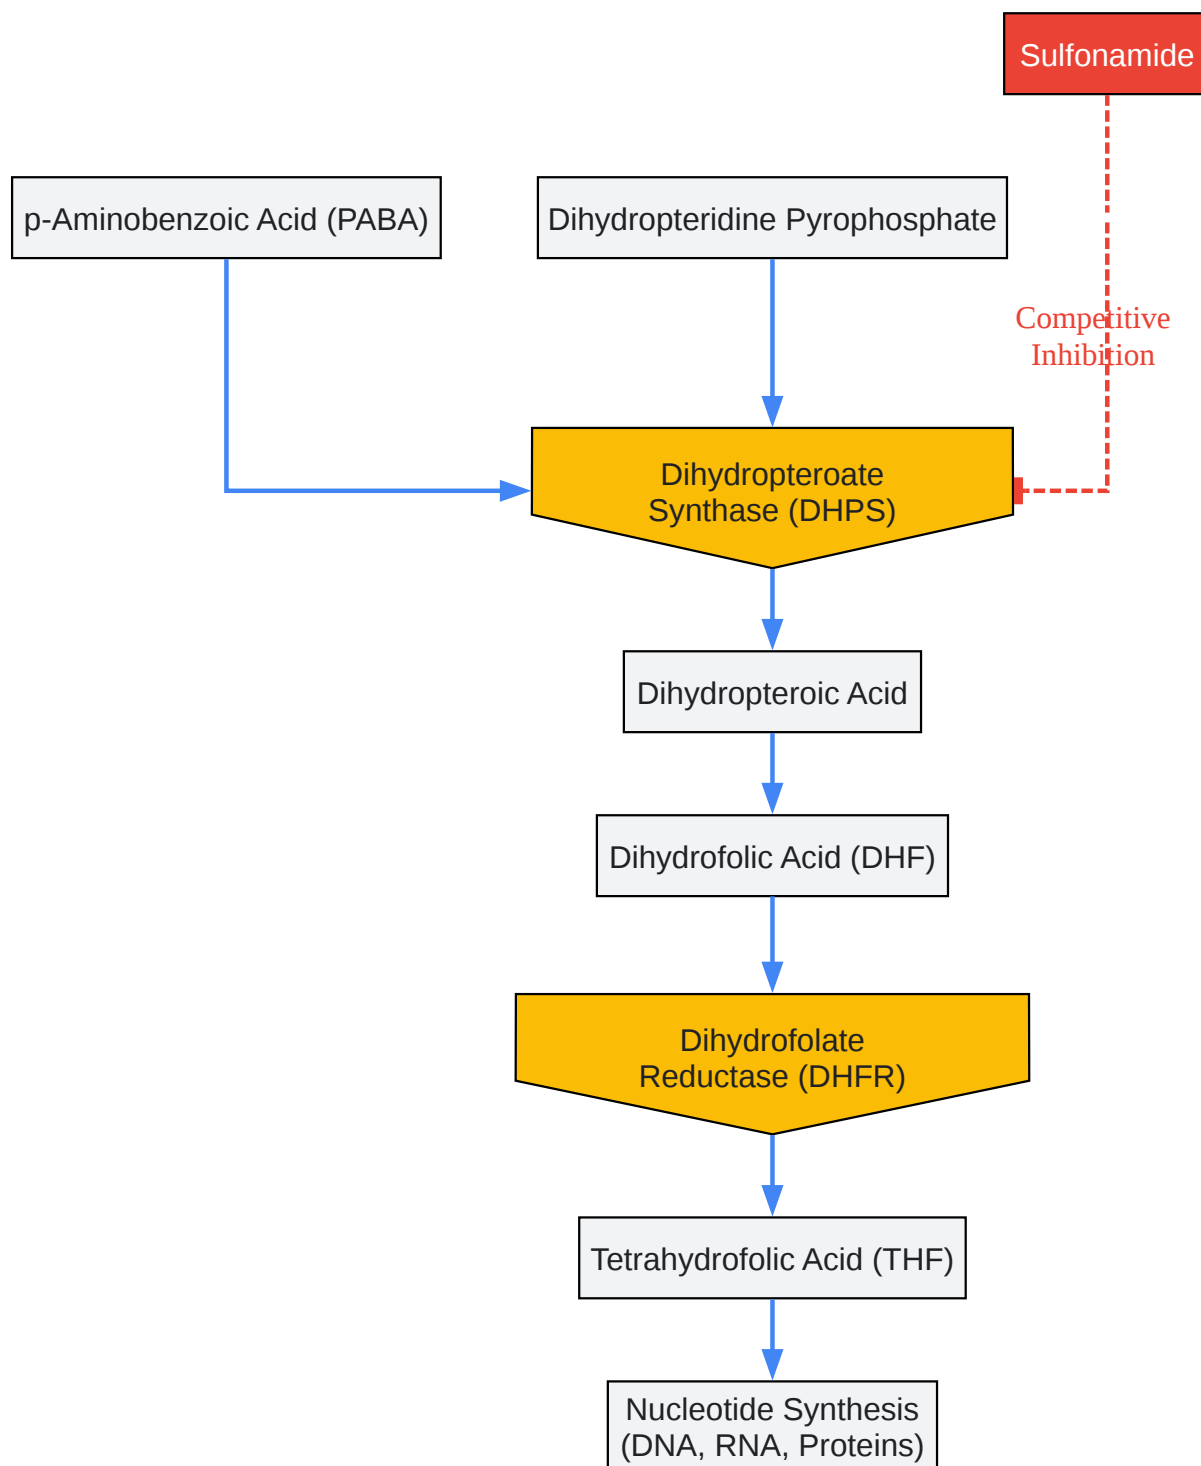 Sulfonamide
p-Aminobenzoic Acid (PABA)
Dihydropteridine Pyrophosphate
Competitive
Inhibition
Dihydropteroate
Synthase (DHPS)
Dihydropteroic Acid
Dihydrofolic Acid (DHF)
Dihydrofolate
Reductase (DHFR)
Tetrahydrofolic Acid (THF)
Nucleotide Synthesis
(DNA, RNA, Proteins)